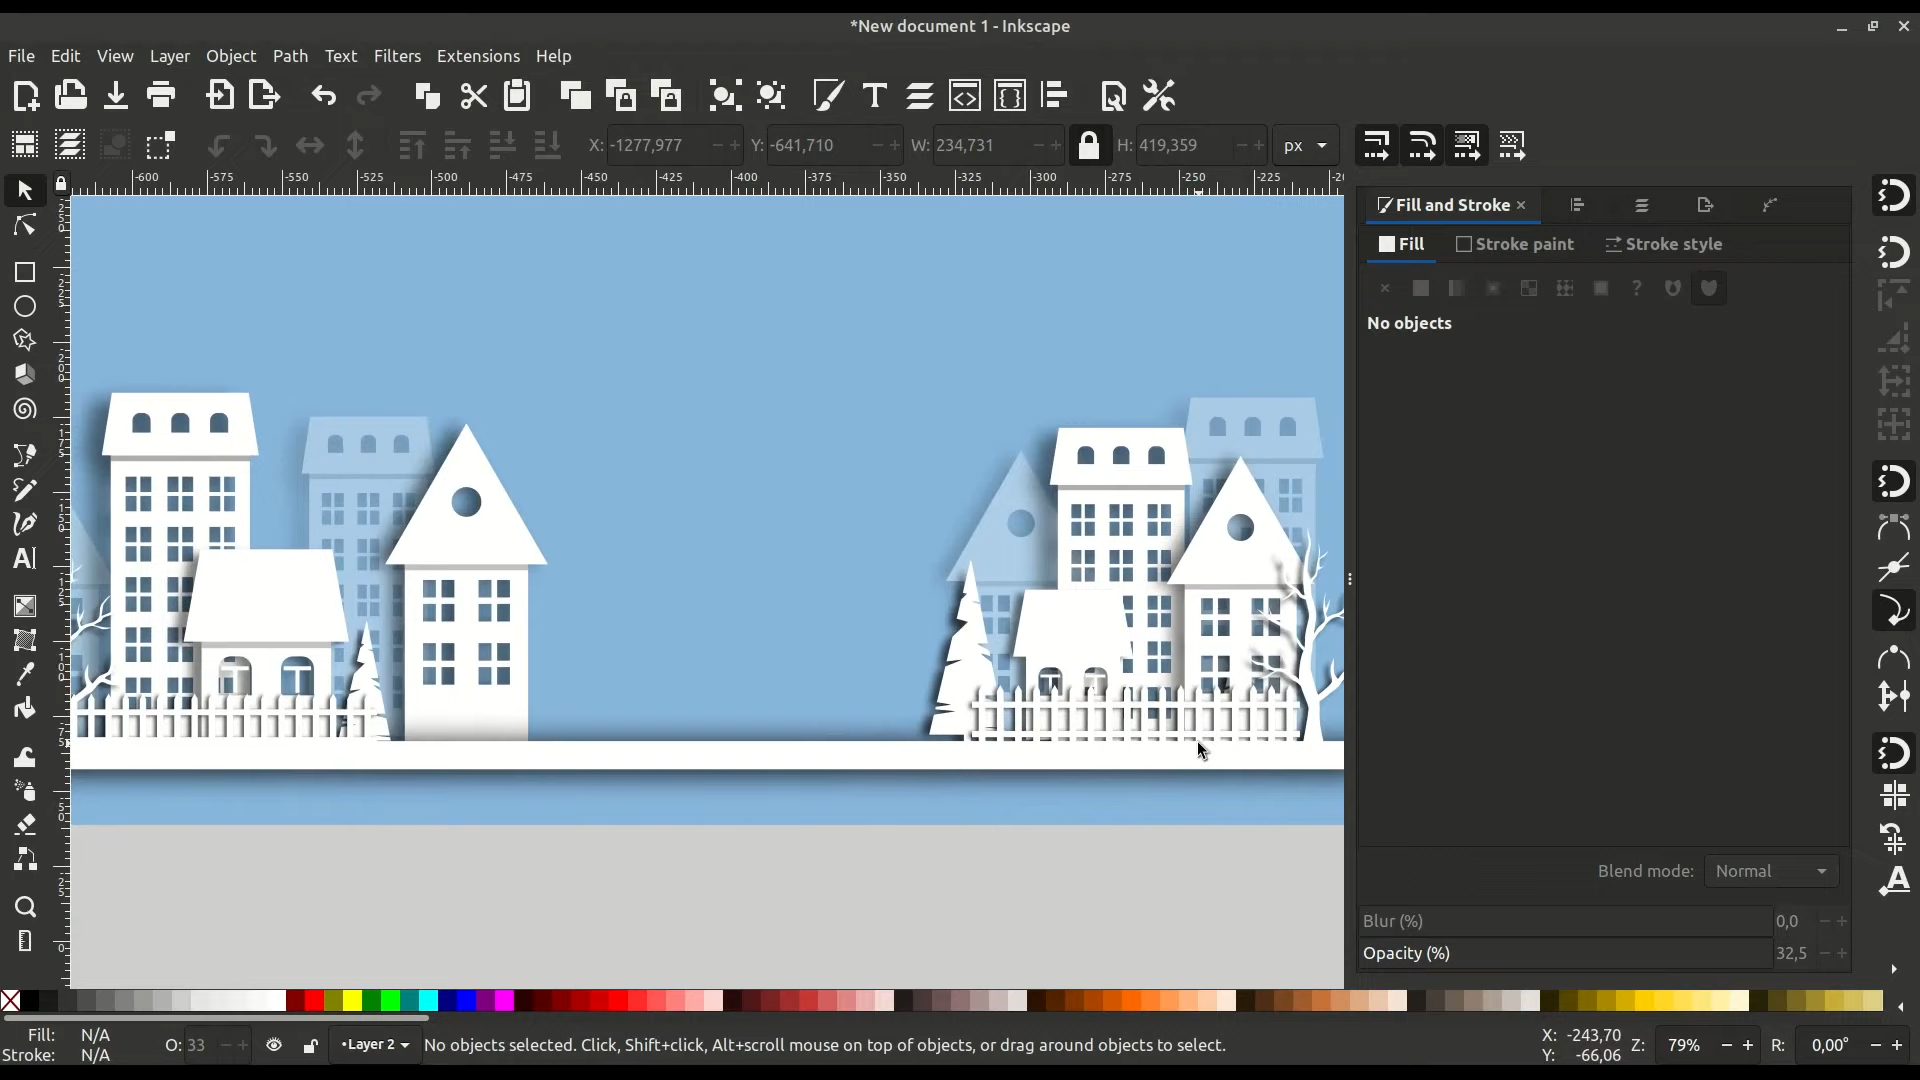 *New document 1 - Inkscape
File Edit View Layer Object Path Text Filters Extensions Help
X: -1277,977 Y: -641,710 W: 234,731 H: 419,359 px
-600 -575 -550 -525 -500 -475 -450 -425 -400 -375 -350 -325 -300 -275 -250 -225
Fill and Stroke
Fill Stroke paint Stroke style
No objects
Blend mode: Normal
Blur (%) 0,0
Opacity (%) 32,5
Fill: N/A
Stroke: N/A
O: 33
•Layer 2
No objects selected. Click, Shift+click, Alt+scroll mouse on top of objects, or drag around objects to select.
X: -243,70
Y: -66,06
Z: 79%
R: 0,00°